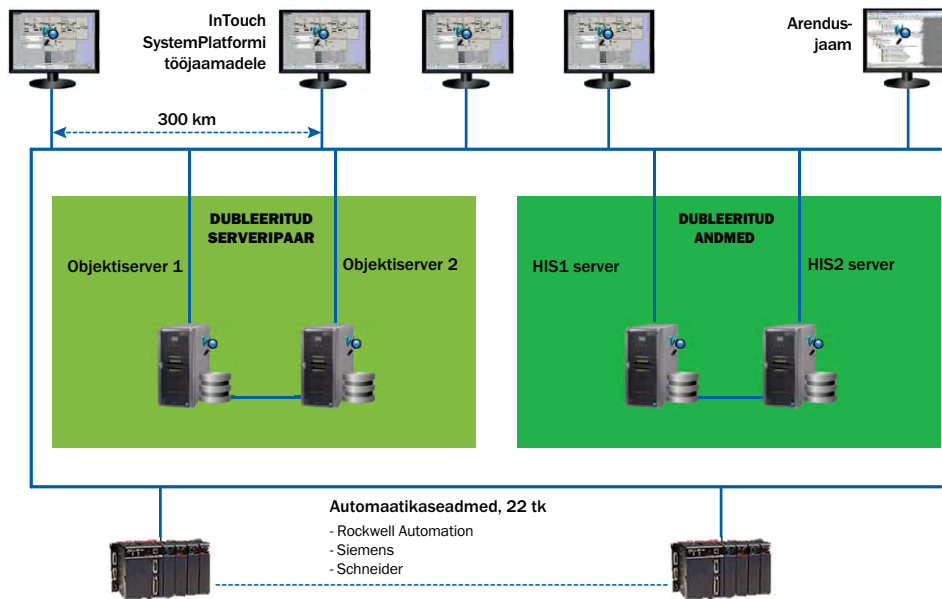 InTouch
SystemPlatformi
tööjaamadele
Arendus-
jaam
300 km
DUBLEERITUD
SERVERIPAAR
DUBLEERITUD
ANDMED
Objektiserver 1
Objektiserver 2
HIS1 server
HIS2 server
Automaatikaseadmed, 22 tk
- Rockwell Automation
- Siemens
- Schneider